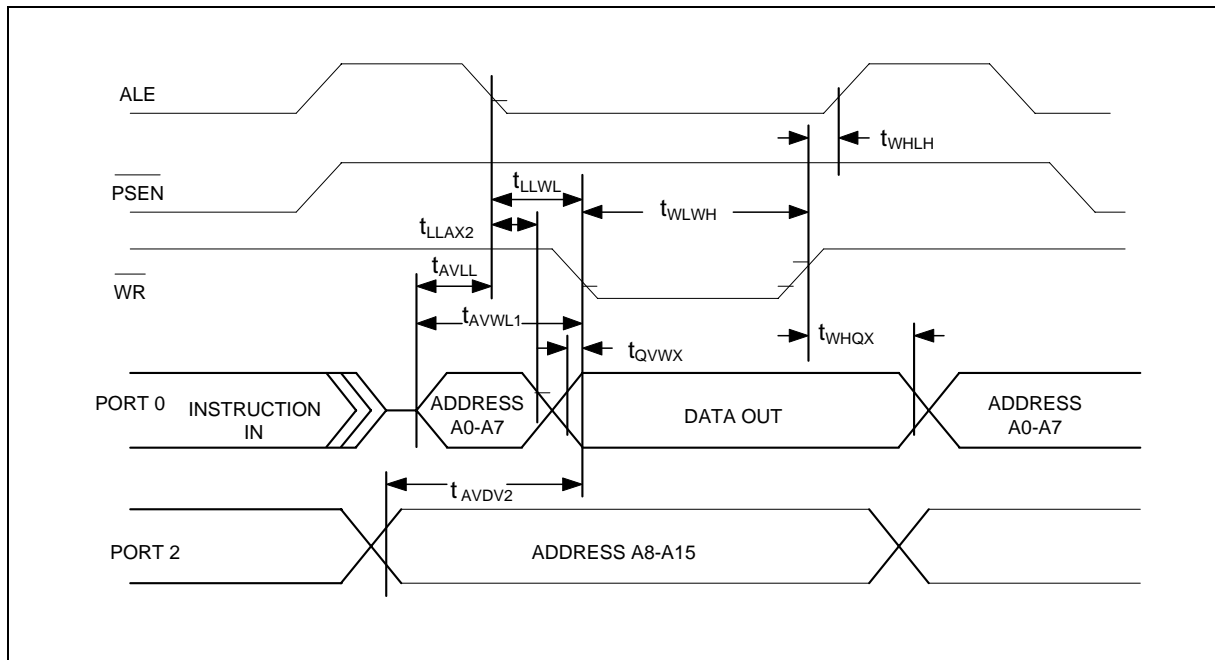 ALE
tWHLH
PSEN
tLLWL
tWLWH
tLLAX2
tAVLL
WR
tAVWL1
tWHQX
tQVWX
PORT 0
INSTRUCTION
IN
ADDRESS
A0-A7
DATA OUT
ADDRESS
A0-A7
tAVDV2
PORT 2
ADDRESS A8-A15